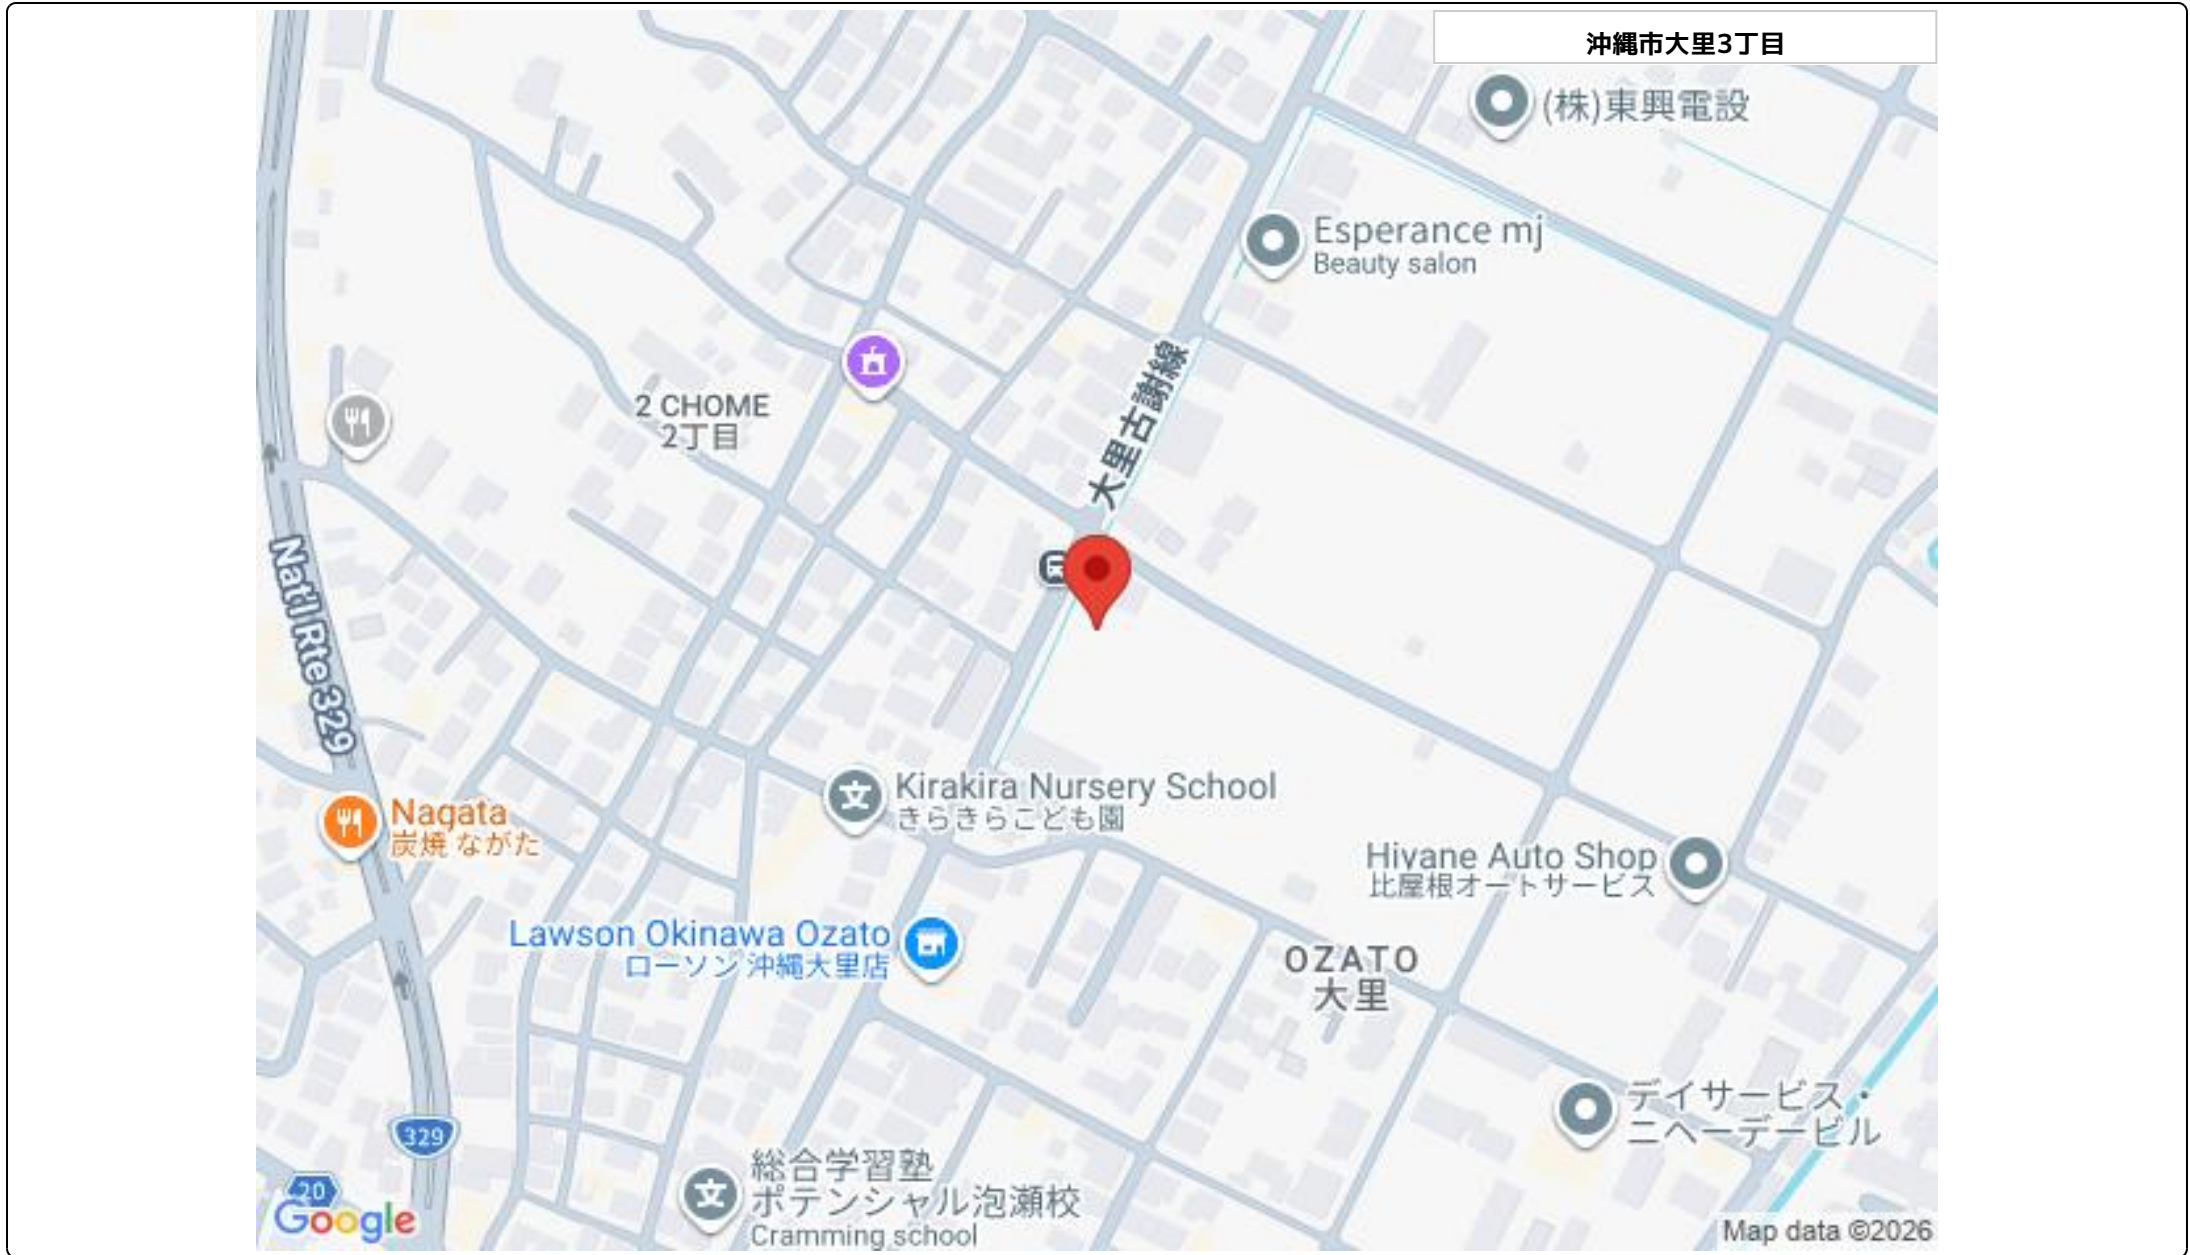 沖縄市大里3丁目
(株)東興電設
Esperance mj
Beauty salon
大里古謝線
2 CHOME
2丁目
Nat'l Rte 329
Kirakira Nursery School
きらきらこども園
Nagata
炭焼 ながた
Hiyane Auto Shop
比屋根オートサービス
Lawson Okinawa Ozato
ローソン 沖縄大里店
OZATO
大里
デイサービス・
ニヘーデービル
329
総合学習塾
ポテンシャル泡瀬校
Cramming school
20
Google
Map data ©2026